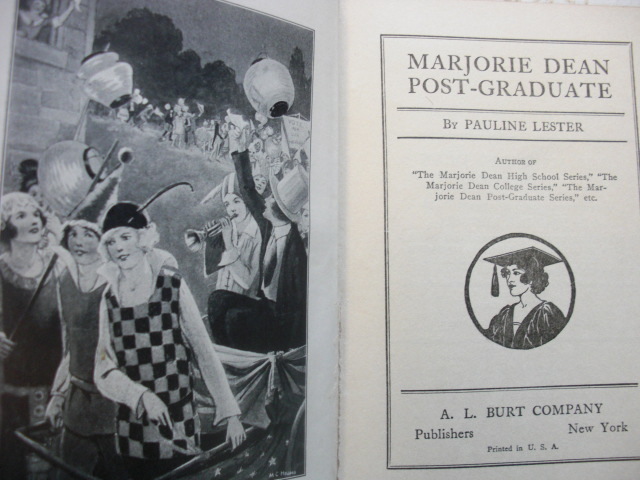 MARJORIE DEAN
POST-GRADUATE
By PAULINE LESTER
AUTHOR OF
"The Marjorie Dean High School Series," "The
Marjorie Dean College Series," "The Mar-
jorie Dean Post-Graduate Series," etc.
A. L. BURT COMPANY
Publishers New York
Printed in U. S. A.